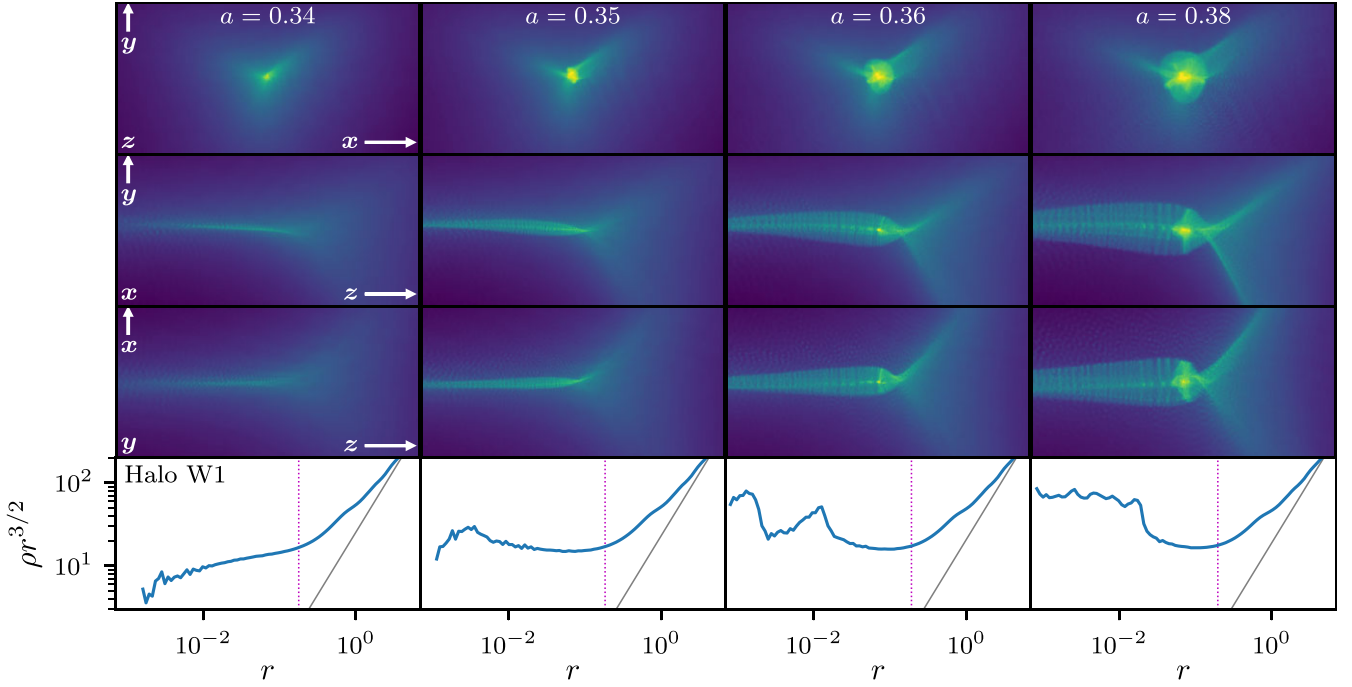 a = 0.34 a = 0.35 a = 0.36 a = 0.38
y
z x
y
x z
x
y z
Halo W1
10^2
10^1
ρr^{3/2}
10^{-2} 10^0 10^{-2} 10^0 10^{-2} 10^0 10^{-2} 10^0
r r r r